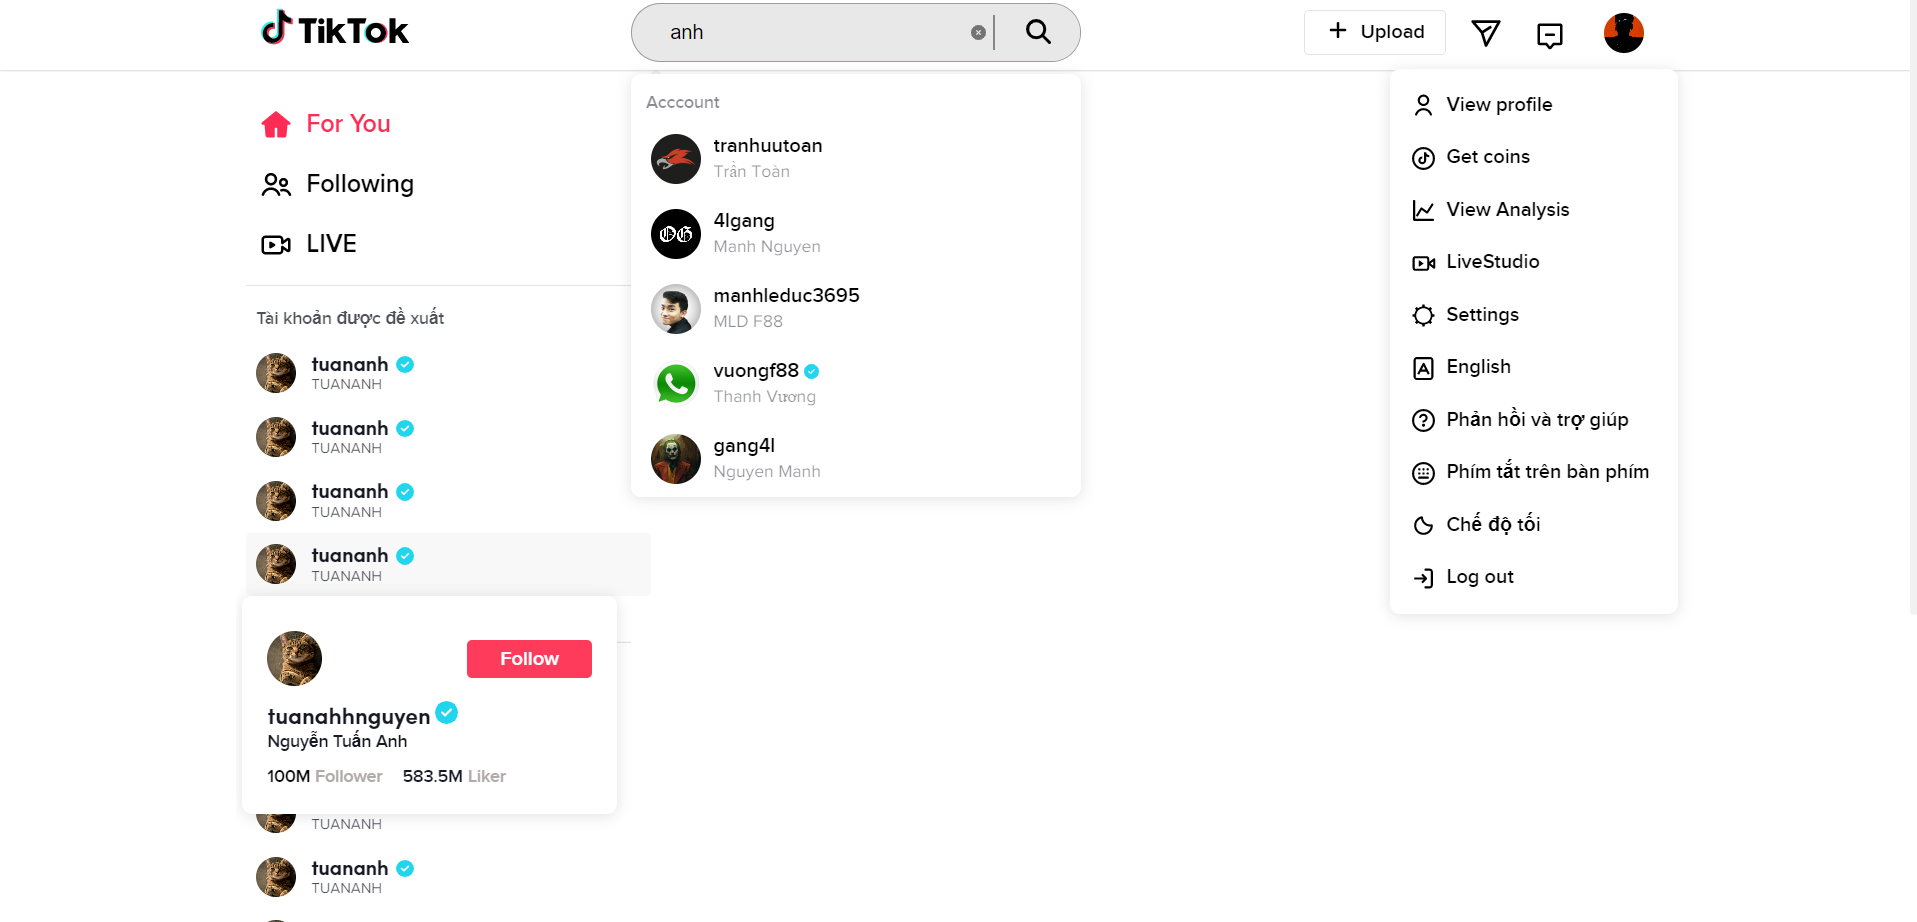 TikTok
anh
Upload
For You
Following
LIVE
Tài khoản được đề xuất
tuananh
TUANANH
tuananh
TUANANH
tuananh
TUANANH
tuananh
TUANANH
Follow
tuanahhnguyen
Nguyễn Tuấn Anh
100M Follower 583.5M Liker
TUANANH
tuananh
TUANANH
Acccount
tranhuutoan
Trần Toàn
4lgang
Manh Nguyen
manhleduc3695
MLD F88
vuongf88
Thanh Vương
gang4l
Nguyen Manh
View profile
Get coins
View Analysis
LiveStudio
Settings
English
Phản hồi và trợ giúp
Phím tắt trên bàn phím
Chế độ tối
Log out